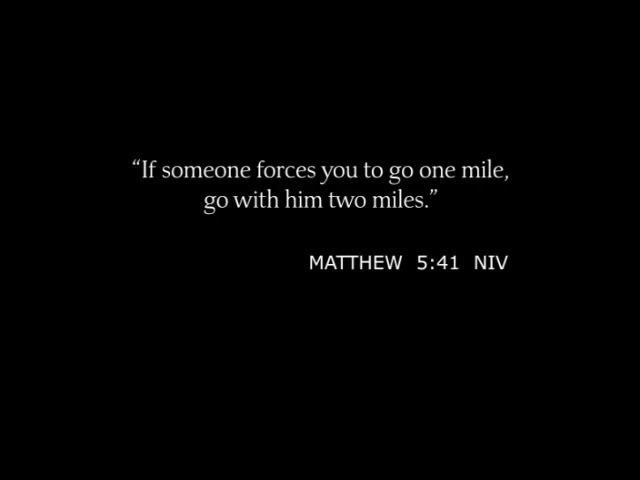 “If someone forces you to go one mile,
go with him two miles.”
MATTHEW 5:41 NIV